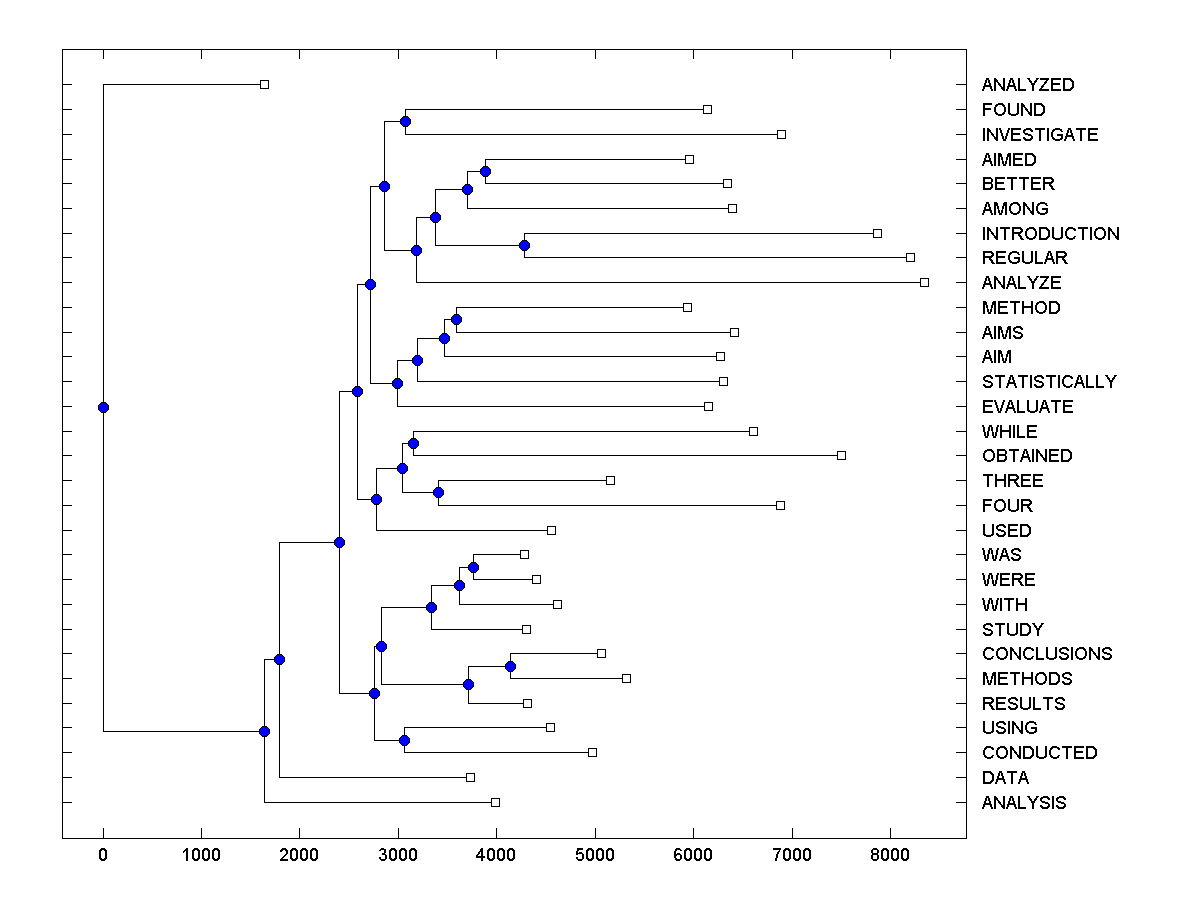 ANALYZED
FOUND
INVESTIGATE
AIMED
BETTER
AMONG
INTRODUCTION
REGULAR
ANALYZE
METHOD
AIMS
AIM
STATISTICALLY
EVALUATE
WHILE
OBTAINED
THREE
FOUR
USED
WAS
WERE
WITH
STUDY
CONCLUSIONS
METHODS
RESULTS
USING
CONDUCTED
DATA
ANALYSIS
0 1000 2000 3000 4000 5000 6000 7000 8000